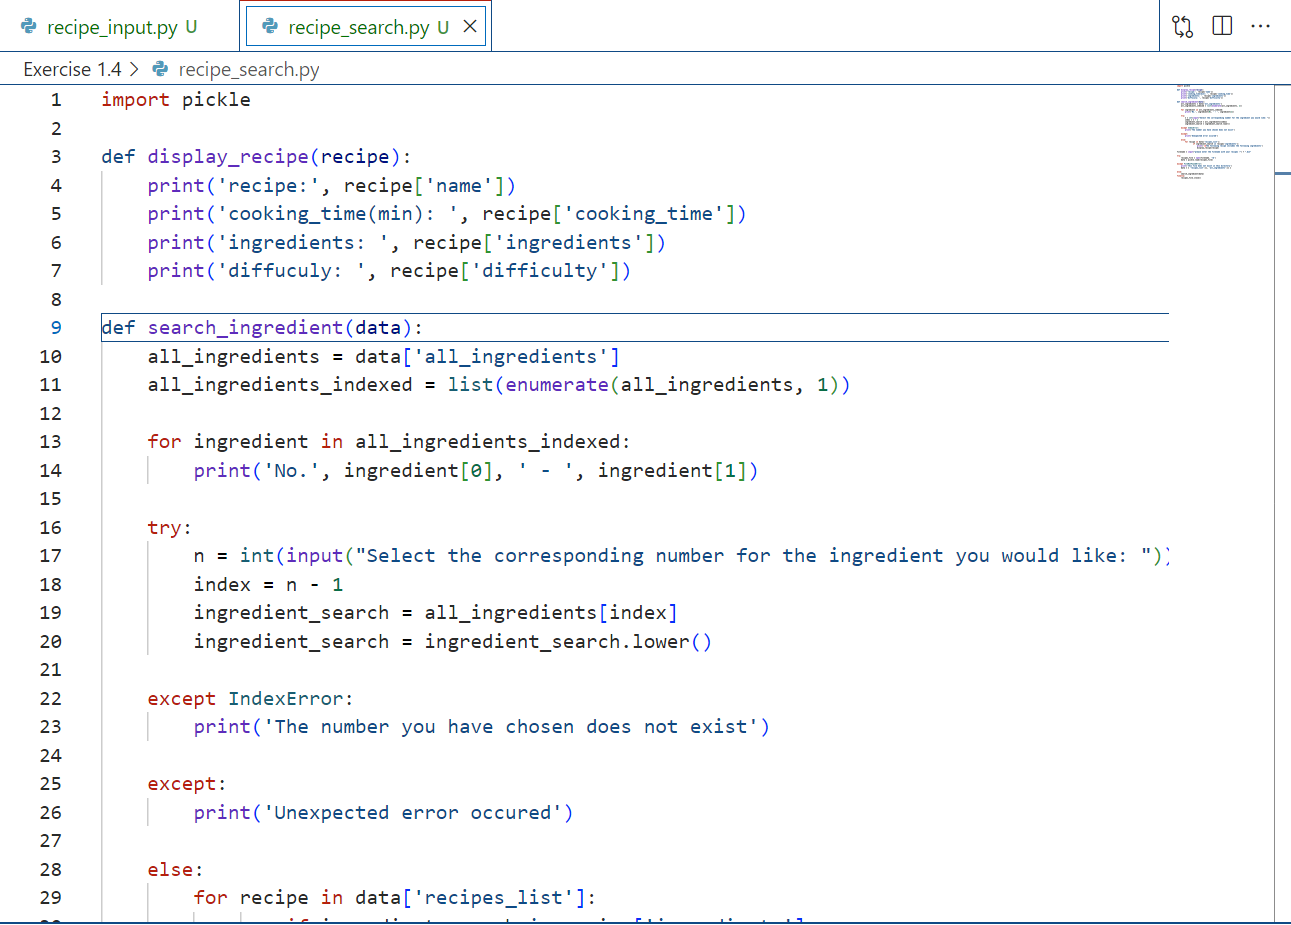 recipe_input.py U
recipe_search.py U
Exercise 1.4 > recipe_search.py
1 import pickle
2
3 def display_recipe(recipe):
4     print('recipe:', recipe['name'])
5     print('cooking_time(min): ', recipe['cooking_time'])
6     print('ingredients: ', recipe['ingredients'])
7     print('diffuculy: ', recipe['difficulty'])
8
9 def search_ingredient(data):
10     all_ingredients = data['all_ingredients']
11     all_ingredients_indexed = list(enumerate(all_ingredients, 1))
12
13     for ingredient in all_ingredients_indexed:
14         print('No.', ingredient[0], ' - ', ingredient[1])
15
16     try:
17         n = int(input("Select the corresponding number for the ingredient you would like: "))
18         index = n - 1
19         ingredient_search = all_ingredients[index]
20         ingredient_search = ingredient_search.lower()
21
22     except IndexError:
23         print('The number you have chosen does not exist')
24
25     except:
26         print('Unexpected error occured')
27
28     else:
29         for recipe in data['recipes_list']: